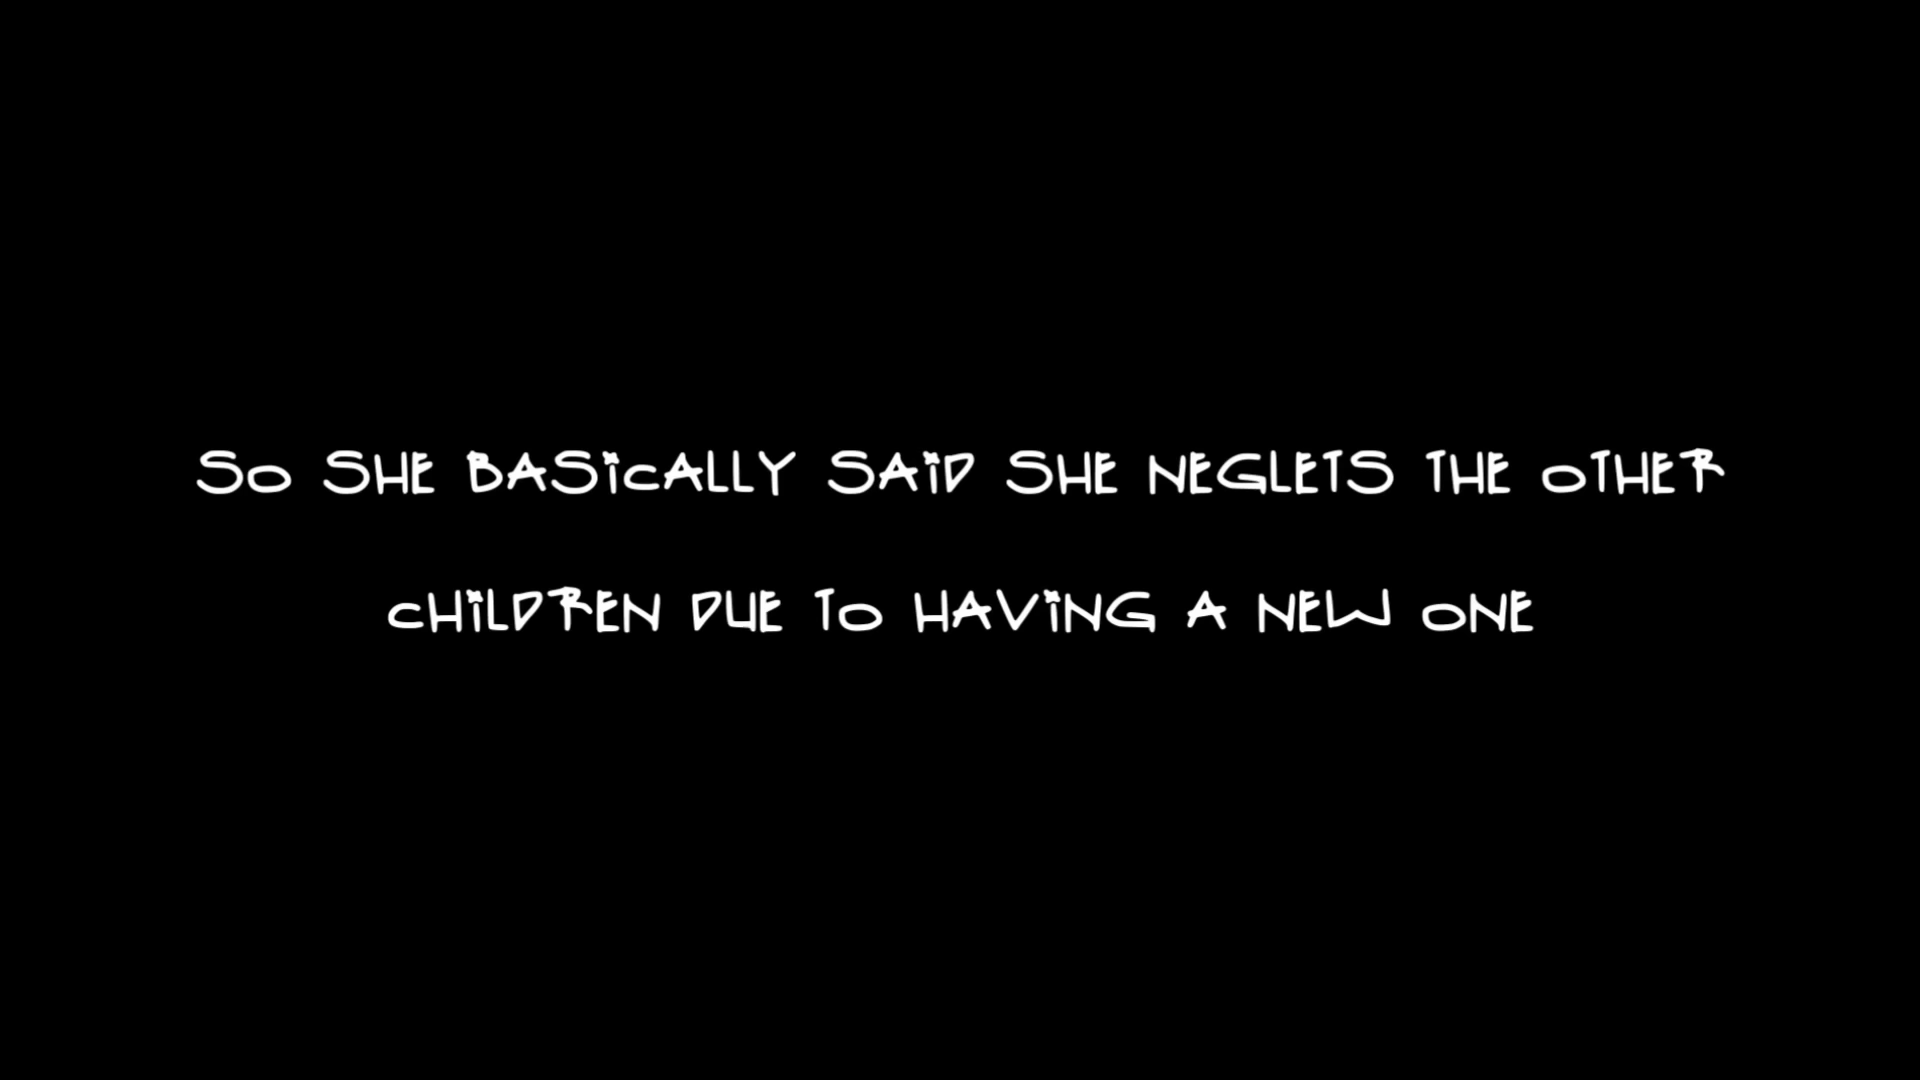 SO SHE BASiCALLY SAiD SHE NEGLETS THE OTHER
CHiLDREN DUE TO HAViNG A NEW ONE